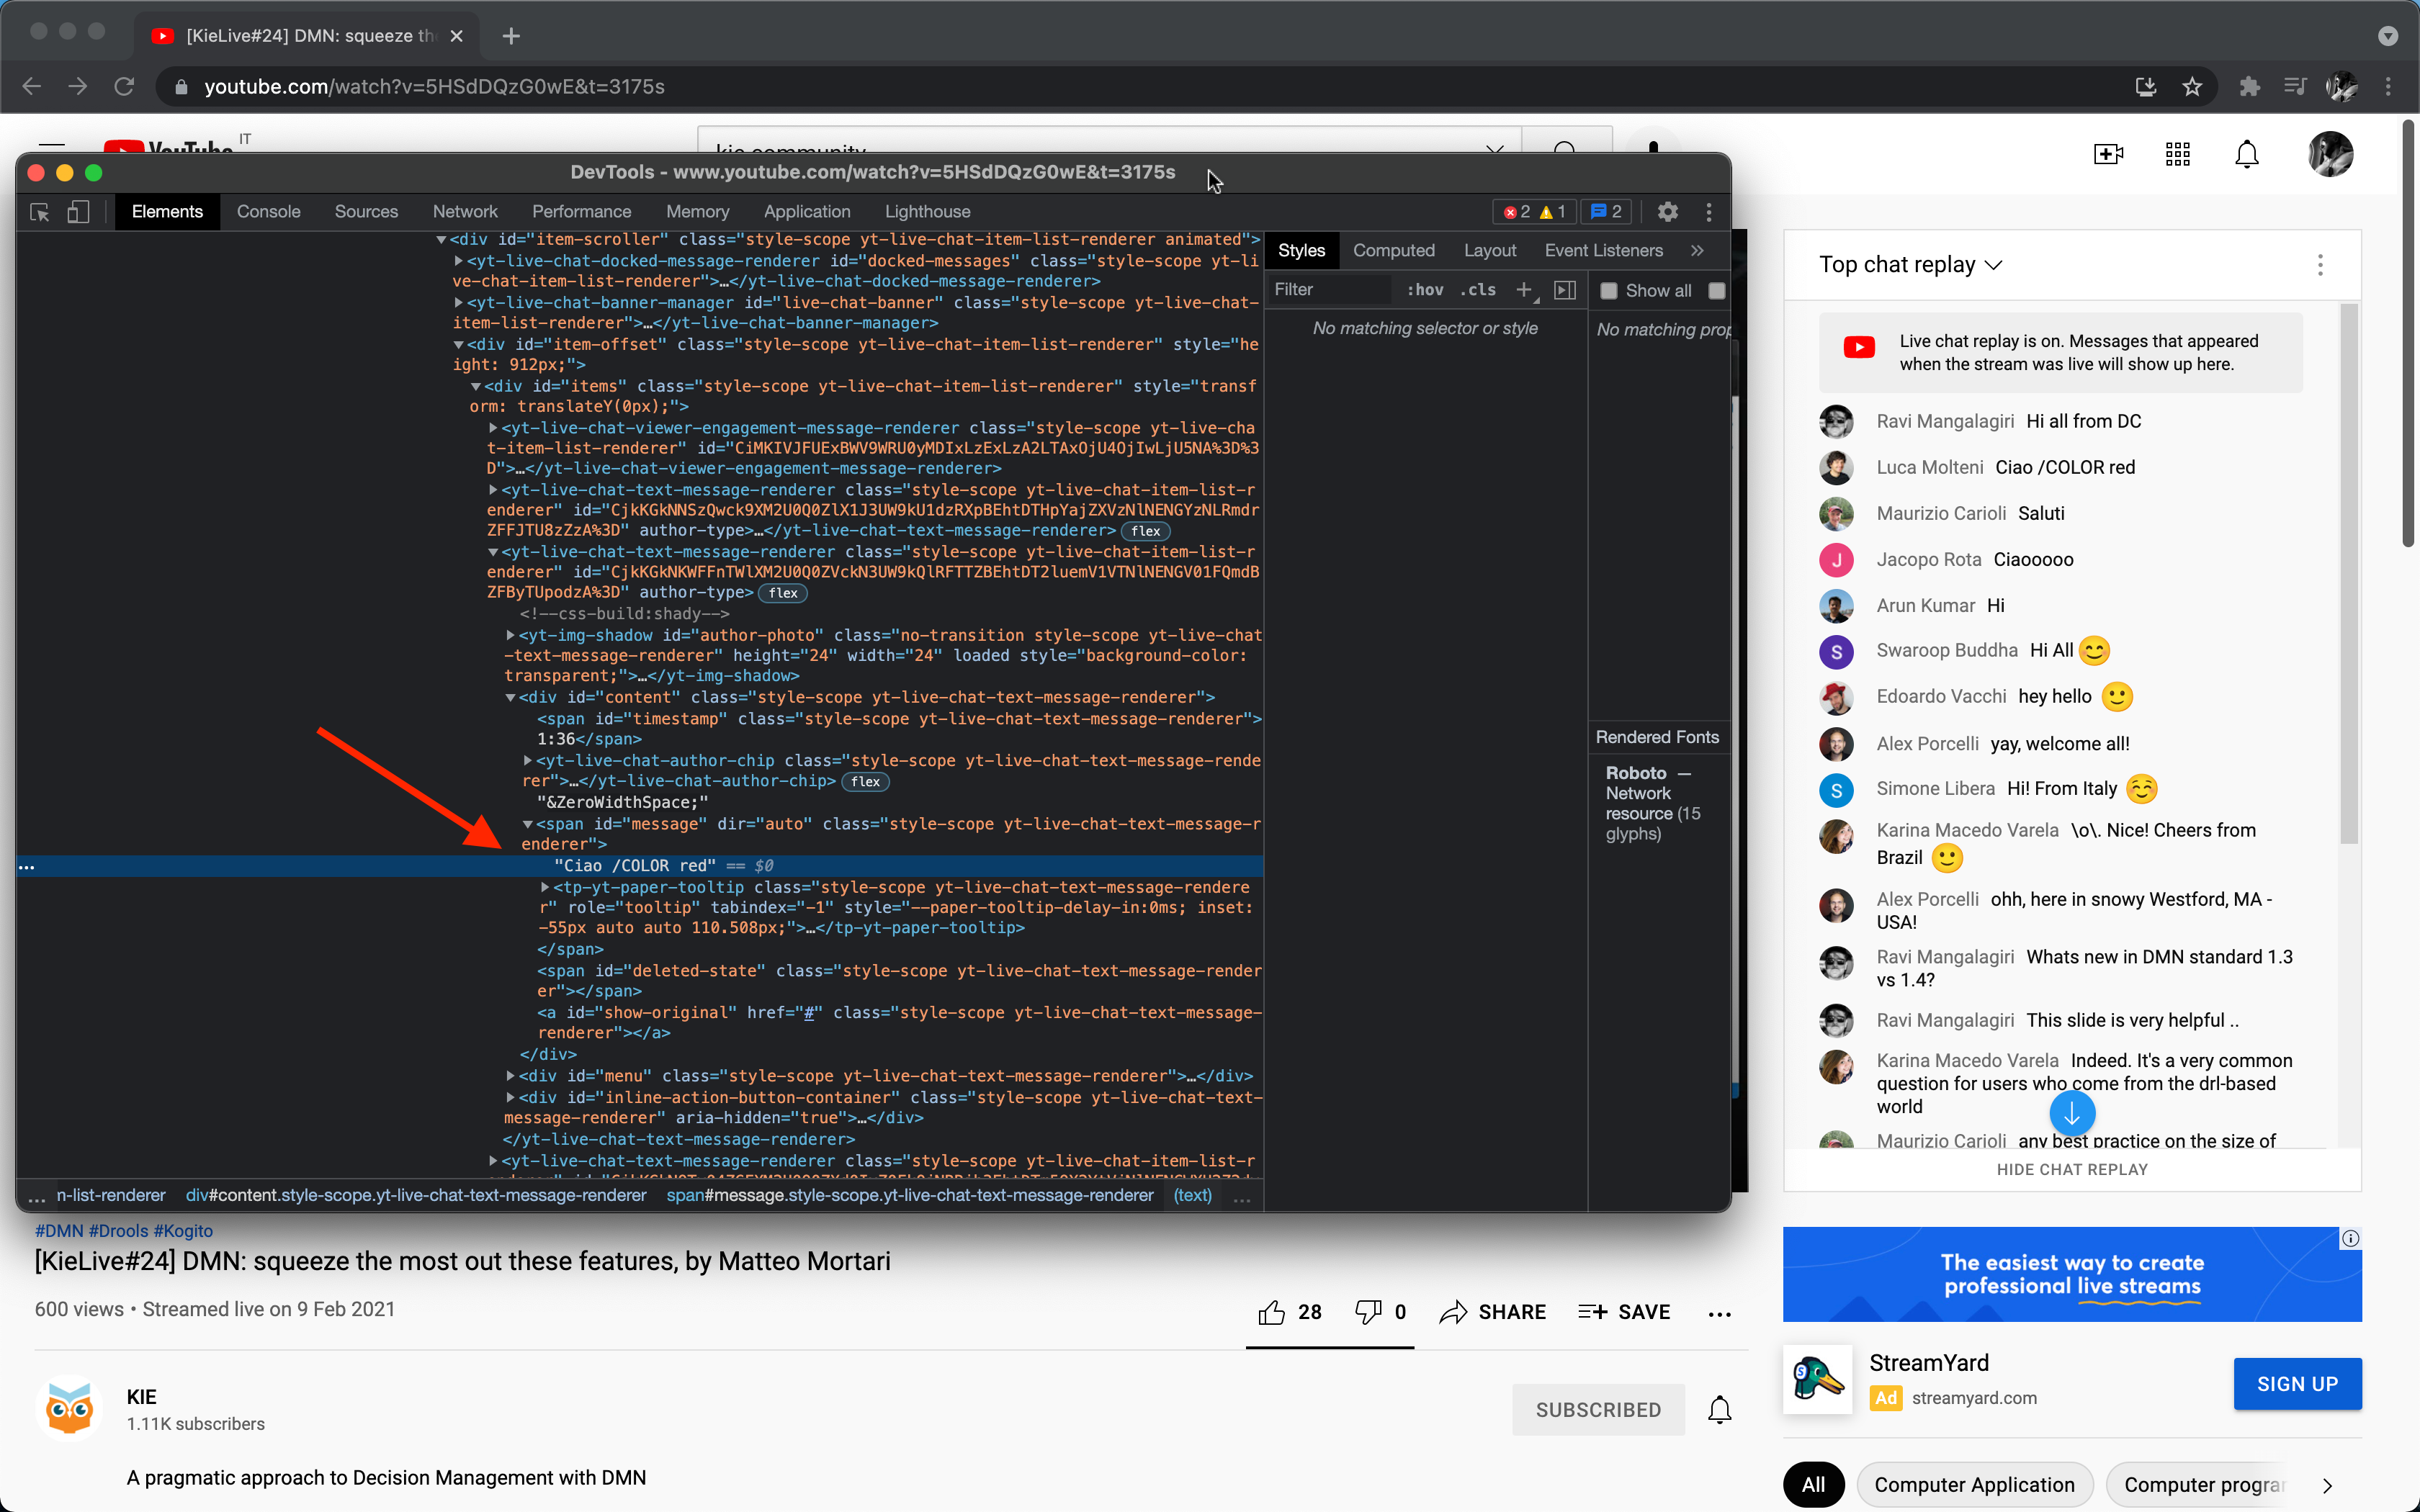 [KieLive#24] DMN: squeeze th
youtube.com/watch?v=5HSdDQzG0wE&t=3175s
YouTube IT
kie community
DevTools - www.youtube.com/watch?v=5HSdDQzG0wE&t=3175s
Elements Console Sources Network Performance Memory Application Lighthouse 2 1 2
<div id="item-scroller" class="style-scope yt-live-chat-item-list-renderer animated">
<yt-live-chat-docked-message-renderer id="docked-messages" class="style-scope yt-li
ve-chat-item-list-renderer">…</yt-live-chat-docked-message-renderer>
<yt-live-chat-banner-manager id="live-chat-banner" class="style-scope yt-live-chat-
item-list-renderer">…</yt-live-chat-banner-manager>
<div id="item-offset" class="style-scope yt-live-chat-item-list-renderer" style="he
ight: 912px;">
<div id="items" class="style-scope yt-live-chat-item-list-renderer" style="transf
orm: translateY(0px);">
<yt-live-chat-viewer-engagement-message-renderer class="style-scope yt-live-cha
t-item-list-renderer" id="CiMKIVJFUExBWV9WRU0yMDIxLzExLzA2LTAxOjU4OjIwLjU5NA%3D%3
D">…</yt-live-chat-viewer-engagement-message-renderer>
<yt-live-chat-text-message-renderer class="style-scope yt-live-chat-item-list-r
enderer" id="CjkKGkNNSzQwck9XM2U0Q0ZlX1J3UW9kU1dzRXpBEhtDTHpYajZXVzNlNENGYzNLRmdr
ZFFJTU8zZzA%3D" author-type>…</yt-live-chat-text-message-renderer> flex
<yt-live-chat-text-message-renderer class="style-scope yt-live-chat-item-list-r
enderer" id="CjkKGkNKWFFnTWlXM2U0Q0ZVckN3UW9kQlRFTTZBEhtDT2luemV1VTNlNENGV01FQmdB
ZFByTUpodzA%3D" author-type> flex
<!--css-build:shady-->
<yt-img-shadow id="author-photo" class="no-transition style-scope yt-live-chat
-text-message-renderer" height="24" width="24" loaded style="background-color:
transparent;">…</yt-img-shadow>
<div id="content" class="style-scope yt-live-chat-text-message-renderer">
<span id="timestamp" class="style-scope yt-live-chat-text-message-renderer">
1:36</span>
<yt-live-chat-author-chip class="style-scope yt-live-chat-text-message-rende
rer">…</yt-live-chat-author-chip> flex
"&ZeroWidthSpace;"
<span id="message" dir="auto" class="style-scope yt-live-chat-text-message-r
enderer">
"Ciao /COLOR red" == $0
<tp-yt-paper-tooltip class="style-scope yt-live-chat-text-message-rendere
r" role="tooltip" tabindex="-1" style="--paper-tooltip-delay-in:0ms; inset:
-55px auto auto 110.508px;">…</tp-yt-paper-tooltip>
</span>
<span id="deleted-state" class="style-scope yt-live-chat-text-message-render
er"></span>
<a id="show-original" href="#" class="style-scope yt-live-chat-text-message-
renderer"></a>
</div>
<div id="menu" class="style-scope yt-live-chat-text-message-renderer">…</div>
<div id="inline-action-button-container" class="style-scope yt-live-chat-text-
message-renderer" aria-hidden="true">…</div>
</yt-live-chat-text-message-renderer>
<yt-live-chat-text-message-renderer class="style-scope yt-live-chat-item-list-r
... n-list-renderer div#content.style-scope.yt-live-chat-text-message-renderer span#message.style-scope.yt-live-chat-text-message-renderer (text) ...
Styles Computed Layout Event Listeners »
Filter :hov .cls + Show all
No matching selector or style
No matching prop
Rendered Fonts
Roboto —
Network
resource (15
glyphs)
Top chat replay
Live chat replay is on. Messages that appeared
when the stream was live will show up here.
Ravi Mangalagiri Hi all from DC
Luca Molteni Ciao /COLOR red
Maurizio Carioli Saluti
J Jacopo Rota Ciaooooo
Arun Kumar Hi
S Swaroop Buddha Hi All 😊
Edoardo Vacchi hey hello 🙂
Alex Porcelli yay, welcome all!
S Simone Libera Hi! From Italy ☺️
Karina Macedo Varela \o\. Nice! Cheers from
Brazil 🙂
Alex Porcelli ohh, here in snowy Westford, MA -
USA!
Ravi Mangalagiri Whats new in DMN standard 1.3
vs 1.4?
Ravi Mangalagiri This slide is very helpful ..
Karina Macedo Varela Indeed. It's a very common
question for users who come from the drl-based
world
Maurizio Carioli any best practice on the size of
HIDE CHAT REPLAY
#DMN #Drools #Kogito
[KieLive#24] DMN: squeeze the most out these features, by Matteo Mortari
600 views • Streamed live on 9 Feb 2021
28 0 SHARE SAVE ...
KIE
1.11K subscribers
SUBSCRIBED
A pragmatic approach to Decision Management with DMN
The easiest way to create
professional live streams
StreamYard
Ad streamyard.com
SIGN UP
All Computer Application Computer progra